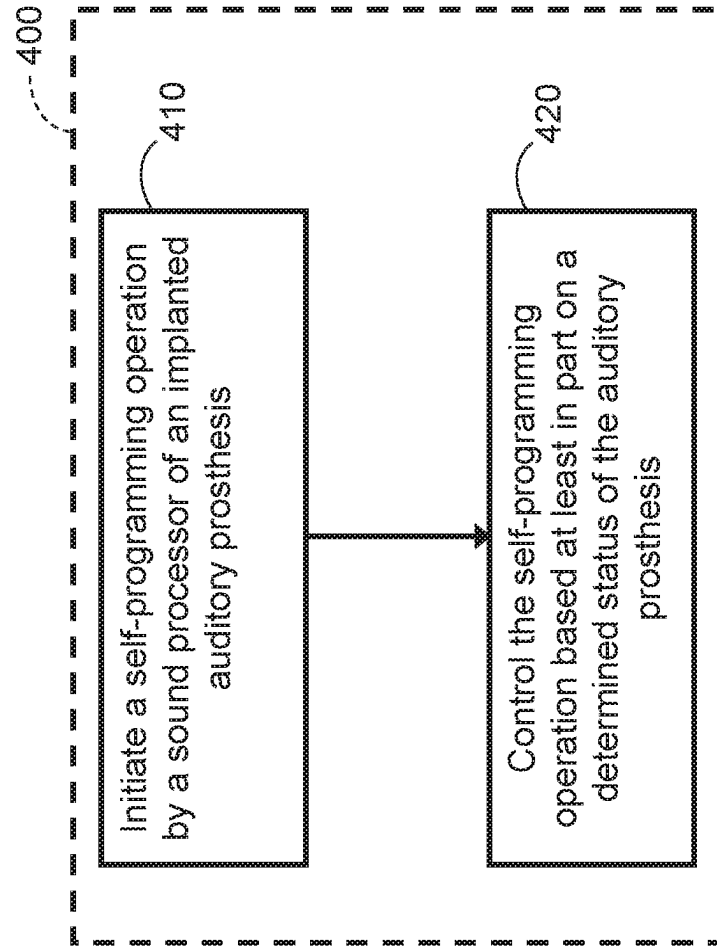 400
410
Initiate a self-programming operation
by a sound processor of an implanted
auditory prosthesis
420
Control the self-programming
operation based at least in part on a
determined status of the auditory
prosthesis